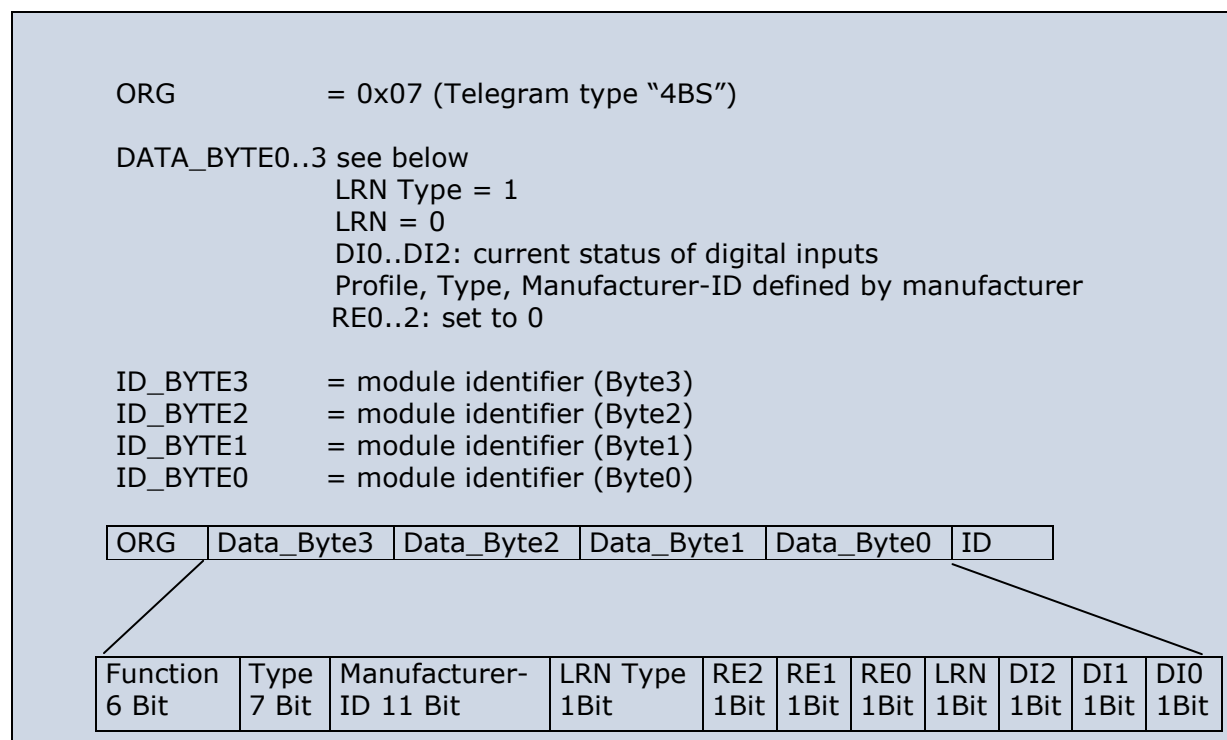 ORG = 0x07 (Telegram type “4BS”)
DATA_BYTE0..3 see below
LRN Type = 1
LRN = 0
DI0..DI2: current status of digital inputs
Profile, Type, Manufacturer-ID defined by manufacturer
RE0..2: set to 0
ID_BYTE3 = module identifier (Byte3)
ID_BYTE2 = module identifier (Byte2)
ID_BYTE1 = module identifier (Byte1)
ID_BYTE0 = module identifier (Byte0)
ORG Data_Byte3 Data_Byte2 Data_Byte1 Data_Byte0 ID
Function Type Manufacturer- LRN Type RE2 RE1 RE0 LRN DI2 DI1 DI0
6 Bit 7 Bit ID 11 Bit 1Bit 1Bit 1Bit 1Bit 1Bit 1Bit 1Bit 1Bit